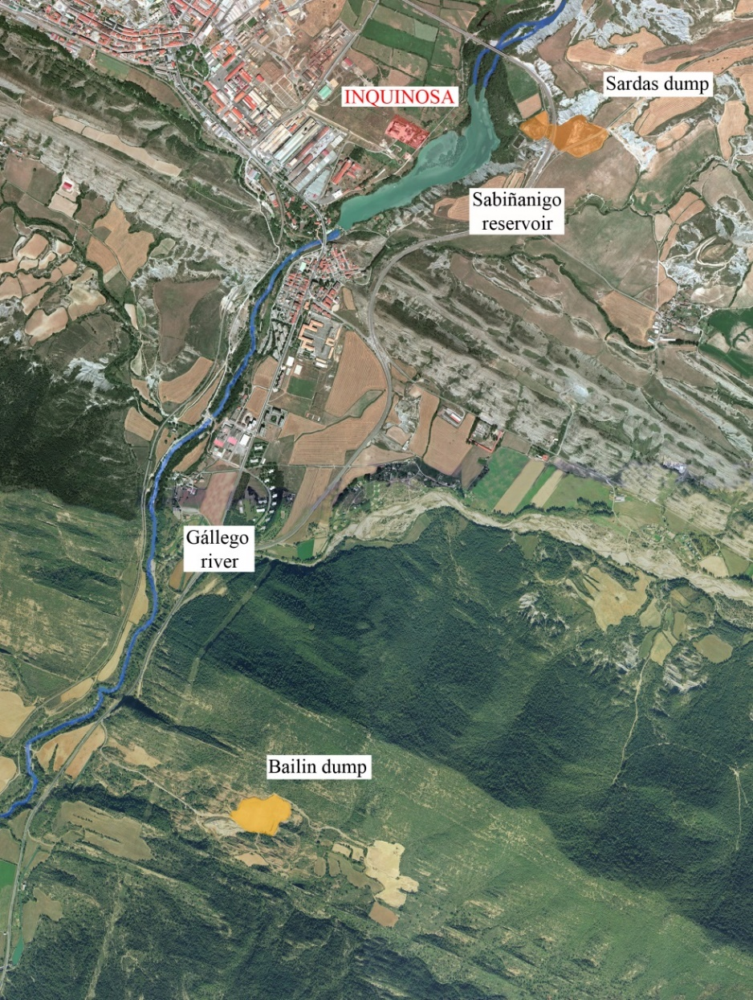 Sardas dump
INQUINOSA
Sabiñanigo
reservoir
Gállego
river
Bailin dump